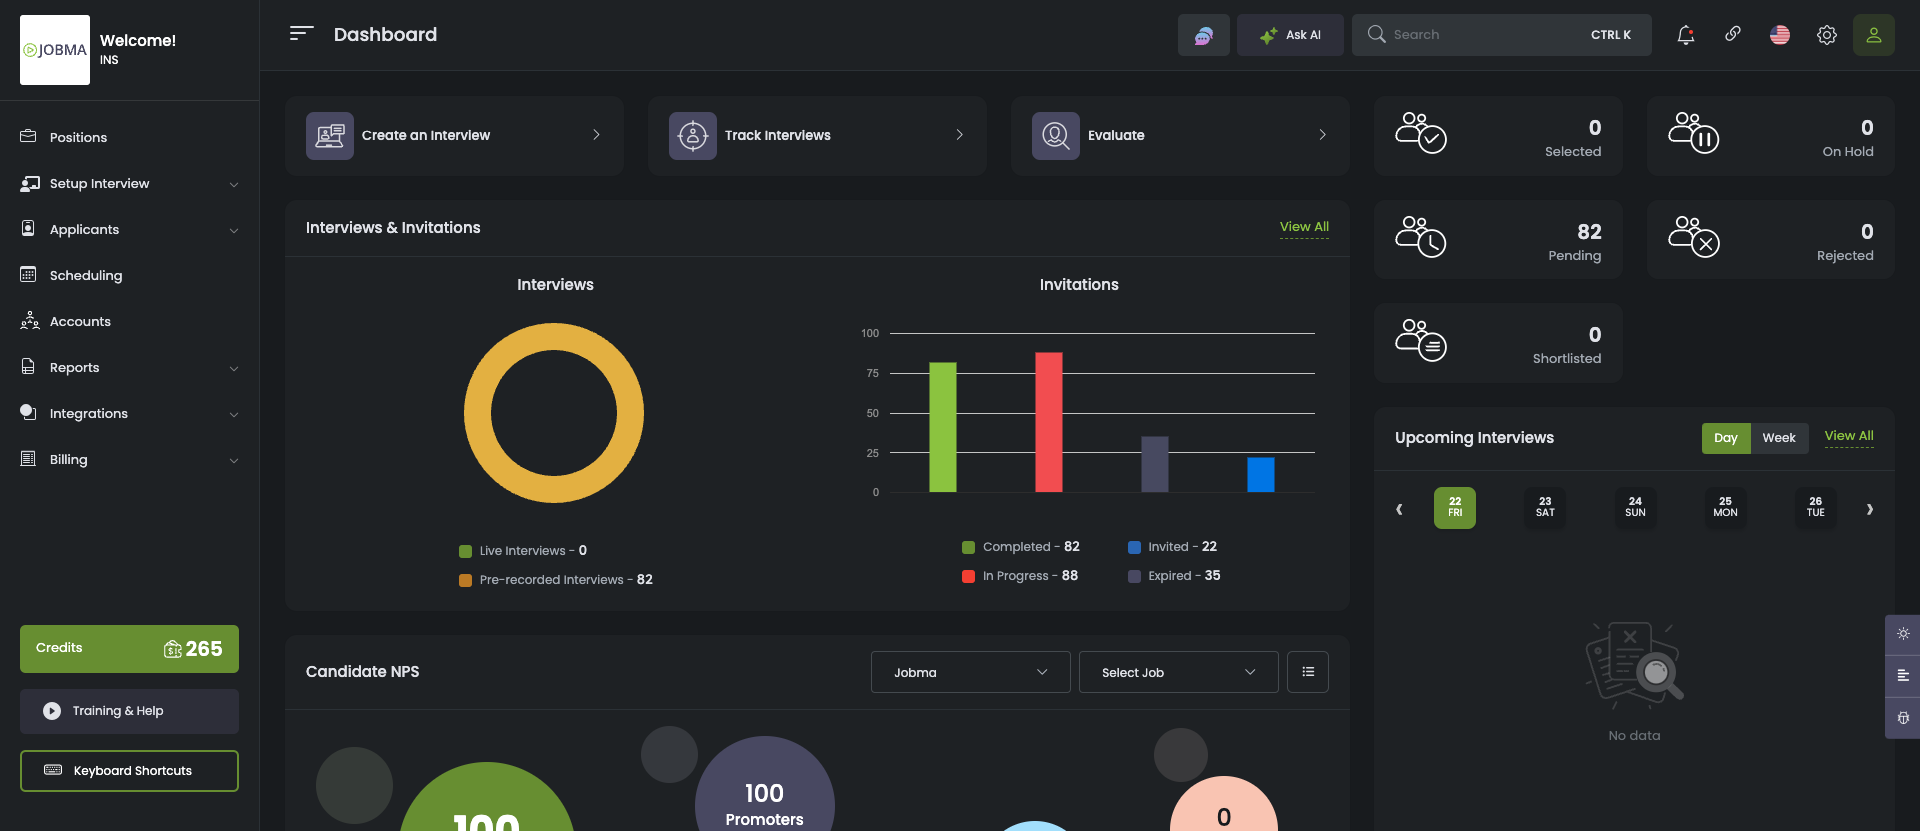 JOBMA
Welcome!
INS
Positions
Setup Interview
Applicants
Scheduling
Accounts
Reports
Integrations
Billing
Credits
265
Training & Help
Keyboard Shortcuts
Dashboard
Ask AI
Search
CTRL K
Create an Interview
Track Interviews
Evaluate
0
Selected
0
On Hold
82
Pending
0
Rejected
0
Shortlisted
Interviews & Invitations
View All
Interviews
Live Interviews - 0
Pre-recorded Interviews - 82
Invitations
100
75
50
25
0
Completed - 82
Invited - 22
In Progress - 88
Expired - 35
Upcoming Interviews
Day
Week
View All
22
FRI
23
SAT
24
SUN
25
MON
26
TUE
No data
Candidate NPS
Jobma
Select Job
100
100
Promoters
0